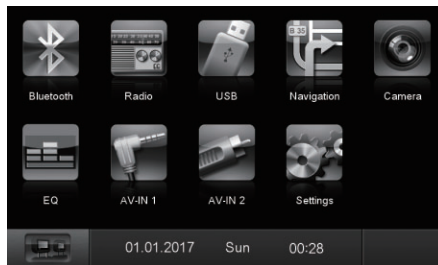 B 35
Bluetooth Radio USB Navigation Camera
EQ AV-IN 1 AV-IN 2 Settings
01.01.2017 Sun 00:28